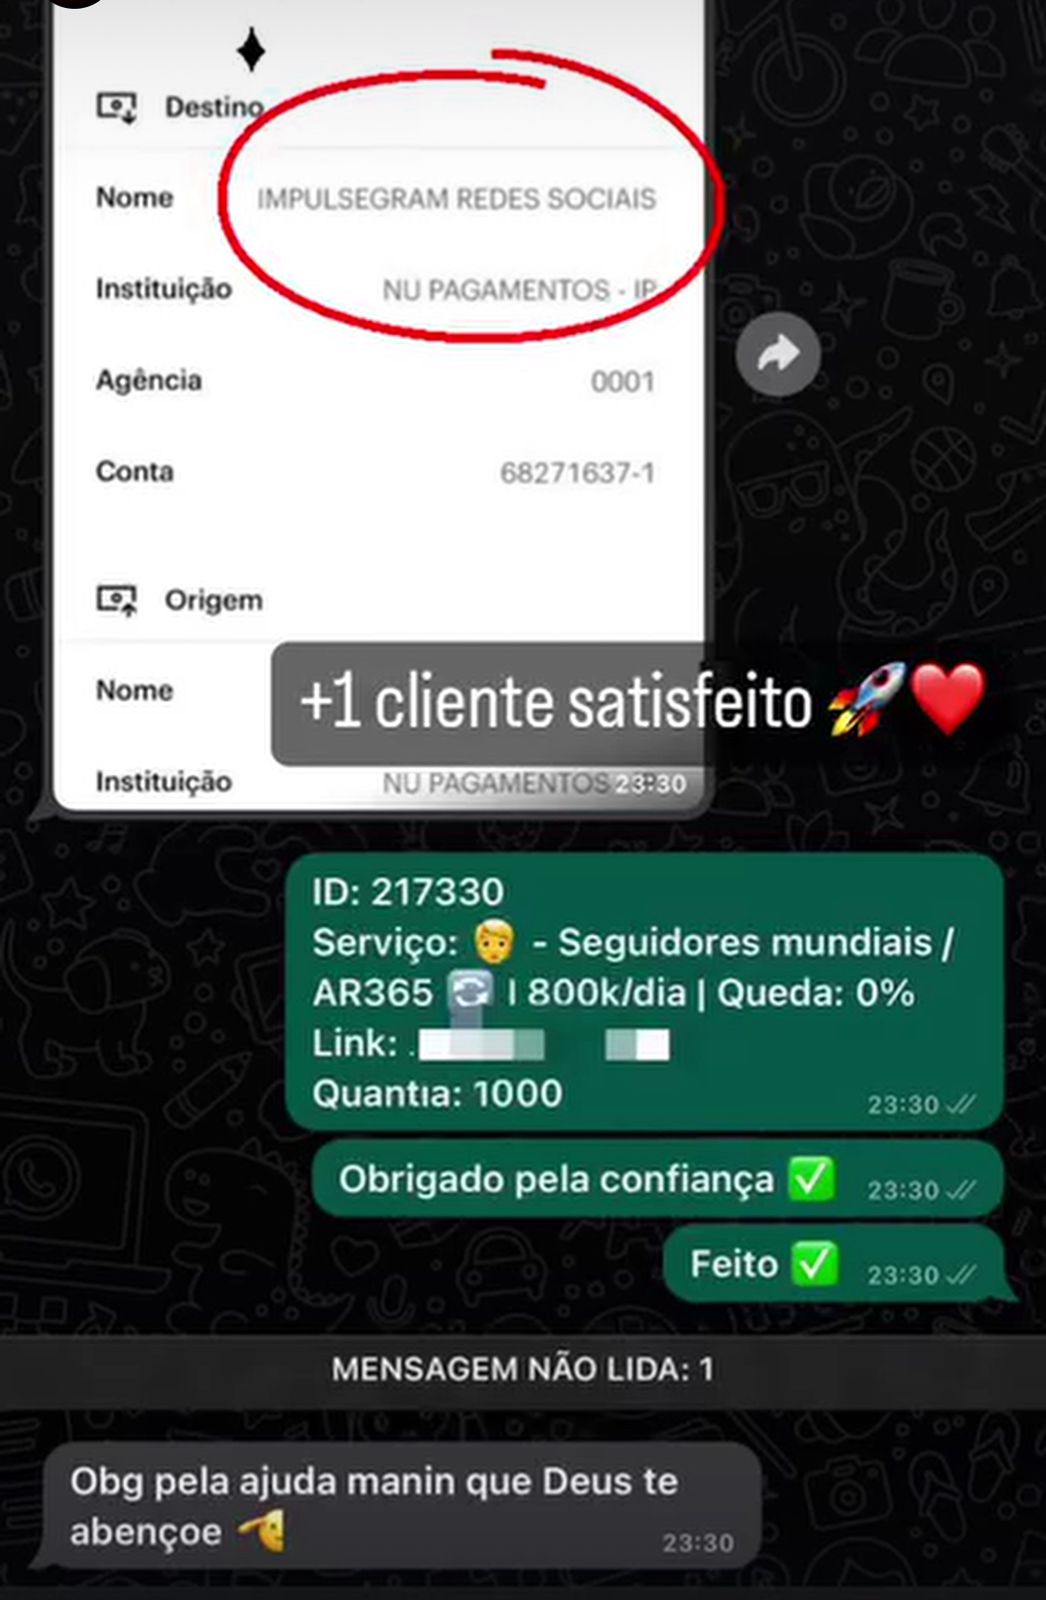 Destino
Nome IMPULSEGRAM REDES SOCIAIS
Instituição NU PAGAMENTOS - IP
Agência 0001
Conta 68271637-1
Origem
Nome
+1 cliente satisfeito 🚀❤️
Instituição NU PAGAMENTOS 23:30
ID: 217330
Serviço: 👨 - Seguidores mundiais /
AR365 🔄 | 800k/dia | Queda: 0%
Link: .
Quantia: 1000 23:30
Obrigado pela confiança ✅ 23:30
Feito ✅ 23:30
MENSAGEM NÃO LIDA: 1
Obg pela ajuda manin que Deus te
abençoe 🫡 23:30